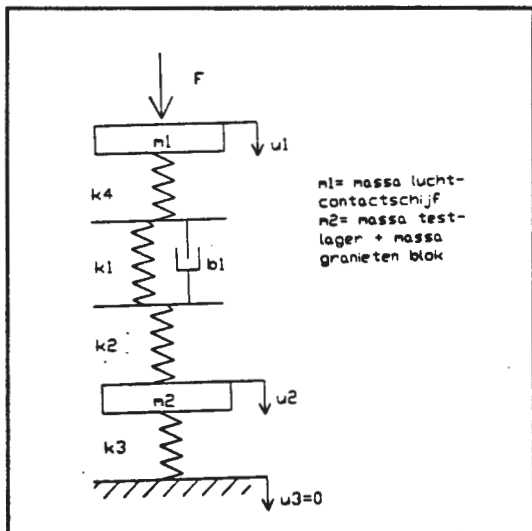 F
m1
u1
k4
m1= massa lucht-
contactschijf
m2= massa test-
lager + massa
granieten blok
k1
b1
k2
m2
u2
k3
u3=0